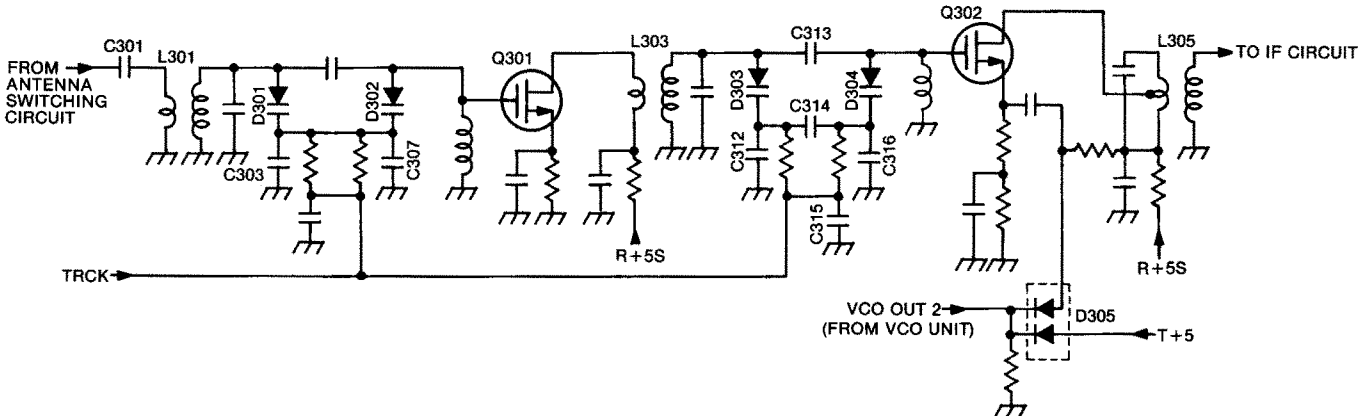 Q302
C301
L301
Q301
L303
C313
L305
FROM
ANTENNA
SWITCHING
CIRCUIT
TO IF CIRCUIT
D301
D302
D303
D304
C314
C303
C307
C312
C316
C315
R+5S
R+5S
TRCK
VCO OUT 2
(FROM VCO UNIT)
D305
T+5